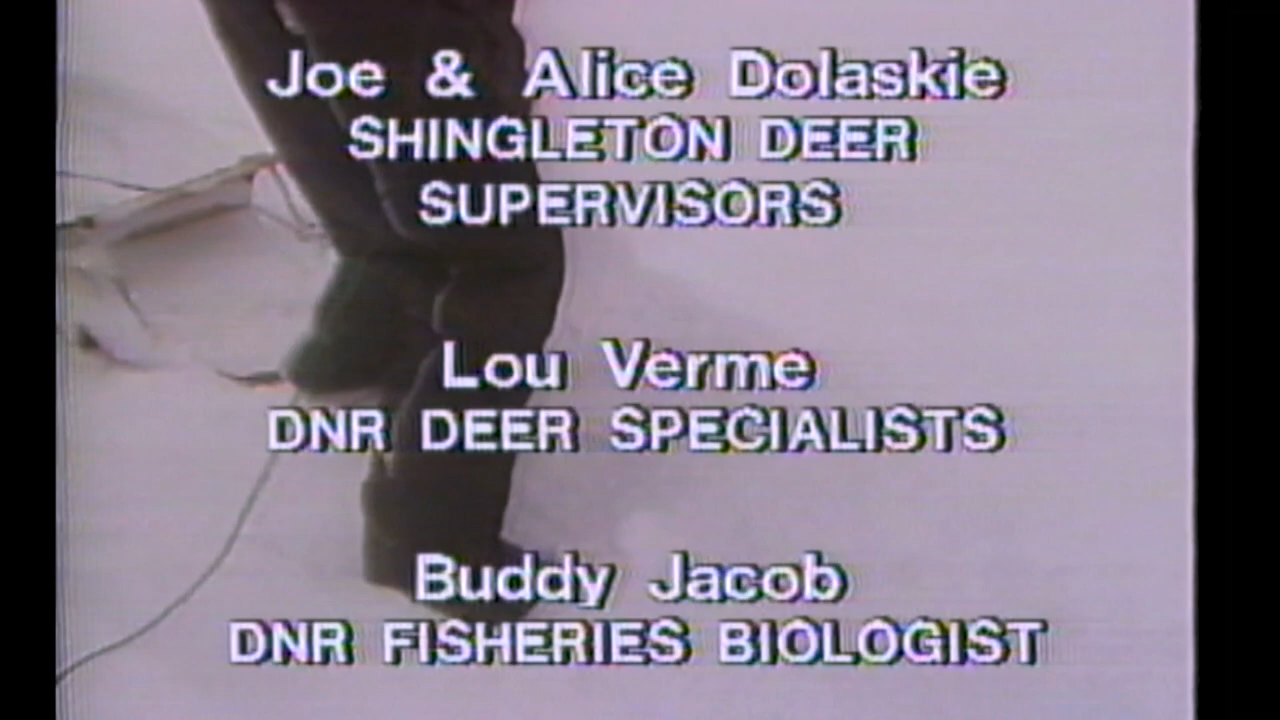 Joe & Alice Dolaskie
SHINGLETON DEER
SUPERVISORS
Lou Verme
DNR DEER SPECIALISTS
Buddy Jacob
DNR FISHERIES BIOLOGIST